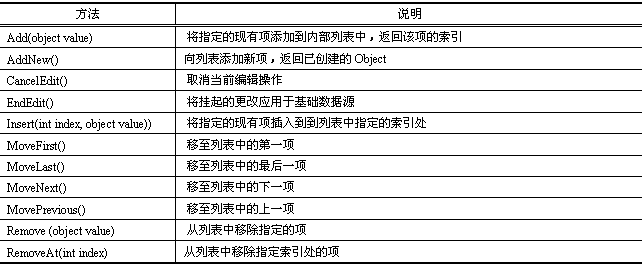 方法 说明
Add(object value) 将指定的现有项添加到内部列表中，返回该项的索引
AddNew() 向列表添加新项，返回已创建的 Object
CancelEdit() 取消当前编辑操作
EndEdit() 将挂起的更改应用于基础数据源
Insert(int index, object value)) 将指定的现有项插入到到列表中指定的索引处
MoveFirst() 移至列表中的第一项
MoveLast() 移至列表中的最后一项
MoveNext() 移至列表中的下一项
MovePrevious() 移至列表中的上一项
Remove (object value) 从列表中移除指定的项
RemoveAt(int index) 从列表中移除指定索引处的项